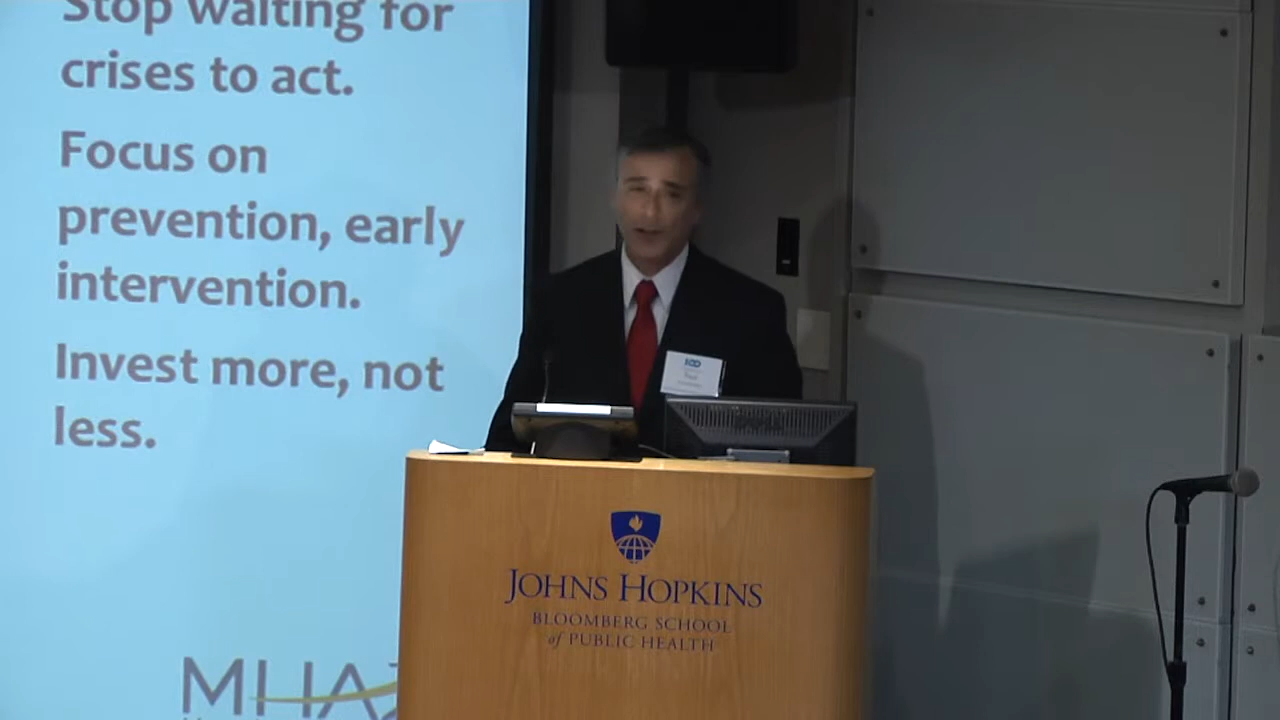 Stop waiting for
crises to act.
Focus on
prevention, early
intervention.
Invest more, not
less.
MHA
JOHNS HOPKINS
BLOOMBERG SCHOOL
of PUBLIC HEALTH